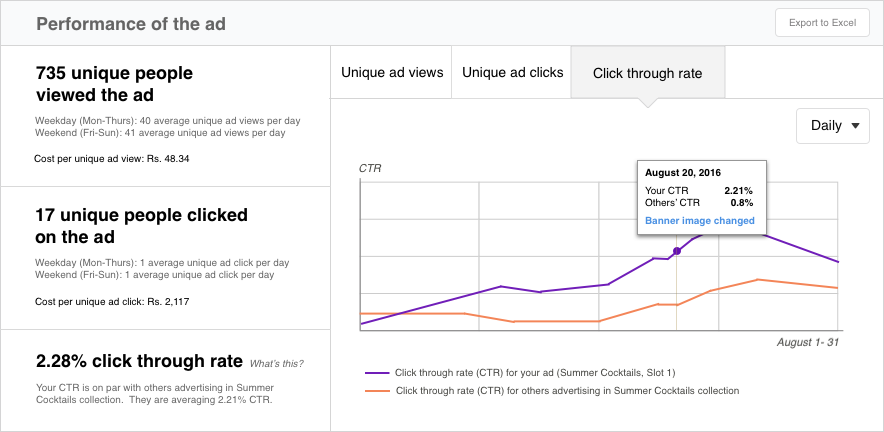 Performance of the ad
Export to Excel
735 unique people
viewed the ad
Weekday (Mon-Thurs): 40 average unique ad views per day
Weekend (Fri-Sun): 41 average unique ad views per day
Cost per unique ad view: Rs. 48.34
17 unique people clicked
on the ad
Weekday (Mon-Thurs): 1 average unique ad click per day
Weekend (Fri-Sun): 1 average unique ad click per day
Cost per unique ad click: Rs. 2,117
2.28% click through rate What's this?
Your CTR is on par with others advertising in Summer
Cocktails collection. They are averaging 2.21% CTR.
Unique ad views
Unique ad clicks
Click through rate
Daily
CTR
August 20, 2016
Your CTR 2.21%
Others' CTR 0.8%
Banner image changed
August 1- 31
Click through rate (CTR) for your ad (Summer Cocktails, Slot 1)
Click through rate (CTR) for others advertising in Summer Cocktails collection